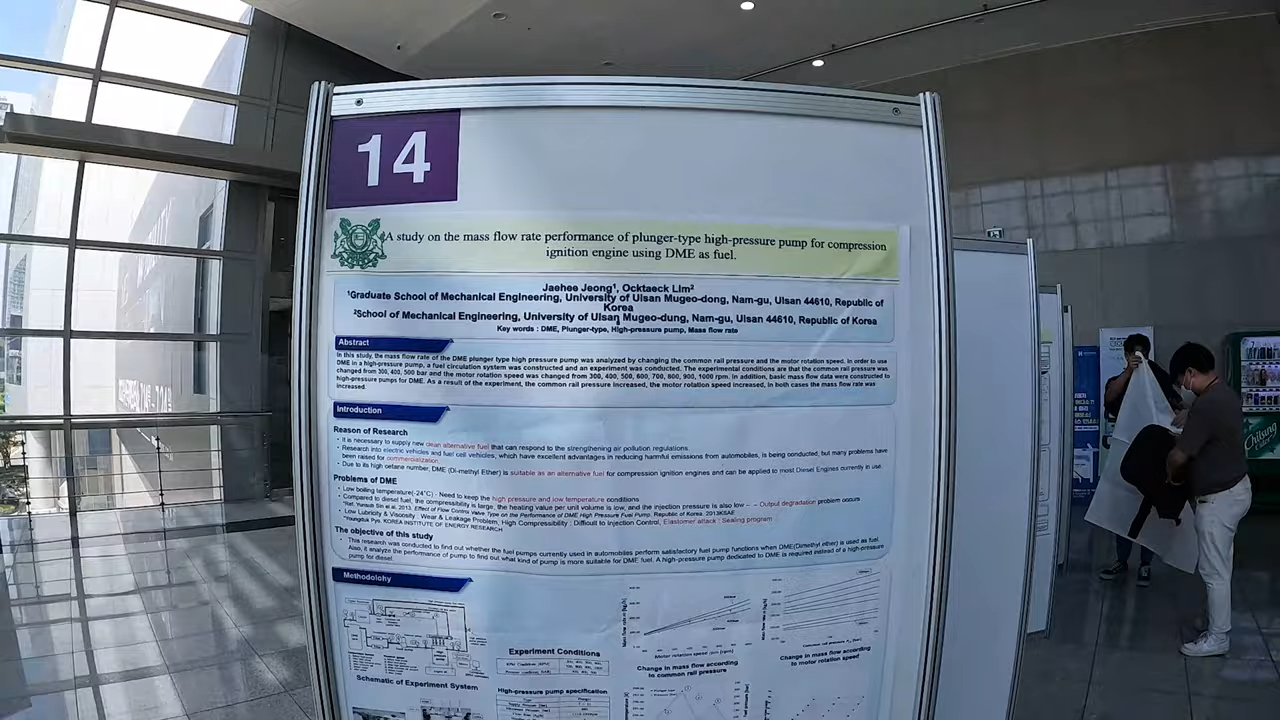 14
A study on the mass flow rate performance of plunger-type high-pressure pump for compression
ignition engine using DME as fuel.
Jaehee Jeong¹, Ocktaeck Lim²
¹Graduate School of Mechanical Engineering, University of Ulsan Mugeo-dong, Nam-gu, Ulsan 44610, Republic of
Korea
²School of Mechanical Engineering, University of Ulsan Mugeo-dung, Nam-gu, Ulsan 44610, Republic of Korea
Key words : DME, Plunger-type, High-pressure pump, Mass flow rate
Abstract
In this study, the mass flow rate of the DME plunger type high pressure pump was analyzed by changing the common rail pressure and the motor rotation speed. In order to use
DME in a high-pressure pump, a fuel circulation system was constructed and an experiment was conducted. The experimental conditions are that the common rail pressure was
changed from 300, 400, 500 bar and the motor rotation speed was changed from 300, 400, 500, 600, 700, 800, 900, 1000 rpm. In addition, basic mass flow data were constructed to
high-pressure pumps for DME. As a result of the experiment, the common rail pressure increased, the motor rotation speed increased, In both cases the mass flow rate was
increased.
Introduction
Reason of Research
• It is necessary to supply new clean alternative fuel that can respond to the strengthening air pollution regulations.
• Research into electric vehicles and fuel cell vehicles, which have excellent advantages in reducing harmful emissions from automobiles, is being conducted, but many problems have
been raised for commercialization.
• Due to its high cetane number, DME (Di-methyl Ether) is suitable as an alternative fuel for compression ignition engines and can be applied to most Diesel Engines currently in use.
Problems of DME
• Low boiling temperature(-24°C) - Need to keep the high pressure and low temperature conditions
• Compared to diesel fuel, the compressibility is large, the heating value per unit volume is low, and the injection pressure is also low – Output degradation problem occurs
Effect of Flow Control Valve Type on the Performance of DME High Pressure Fuel Pump. Republic of Korea. 2013KSAE
• Low Lubricity & Viscosity : Wear & Leakage Problem, High Compressibility : Difficult to Injection Control, Elastomer attack : Sealing program
KOREA INSTITUTE OF ENERGY RESEARCH
The objective of this study
• This research was conducted to find out whether the fuel pumps currently used in automobiles perform satisfactory fuel pump functions when DME(Dimethyl ether) is used as fuel.
Also, it analyze the performance of pump to find out what kind of pump is more suitable for DME fuel. A high-pressure pump dedicated to DME is required instead of a high-pressure
pump for diesel.
Methodolohy
Schematic of Experiment System
Experiment Conditions
High-pressure pump specification
Motor rotation speed
Change in mass flow according
to common rail pressure
Change in mass flow according
to motor rotation speed
Chilsung